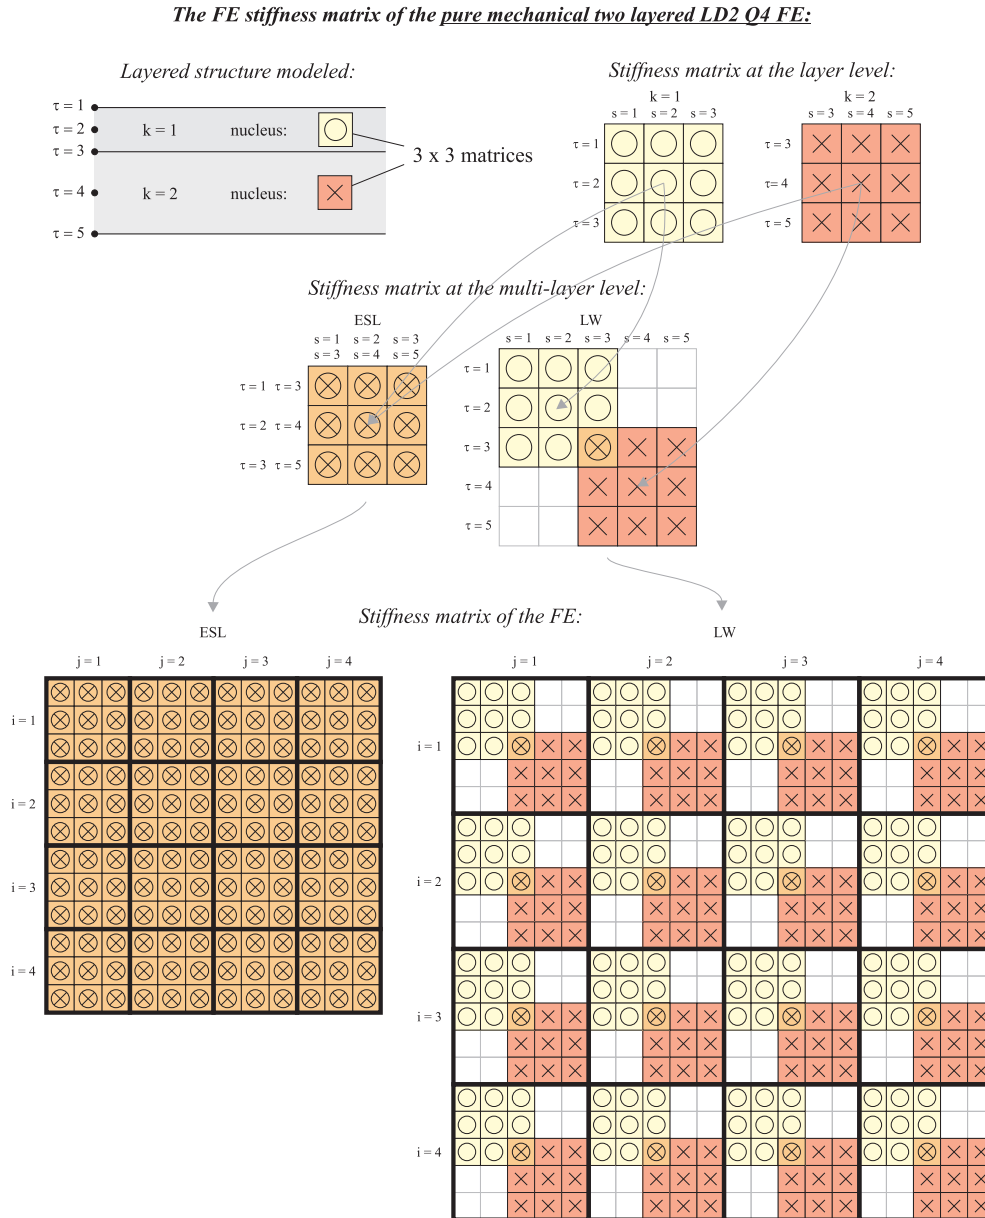 The FE stiffness matrix of the pure mechanical two layered LD2 Q4 FE:
Layered structure modeled:
τ = 1
τ = 2
k = 1
nucleus:
τ = 3
3 x 3 matrices
τ = 4
k = 2
nucleus:
τ = 5
Stiffness matrix at the layer level:
k = 1
s = 1 s = 2 s = 3
τ = 1
τ = 2
τ = 3
k = 2
s = 3 s = 4 s = 5
τ = 3
τ = 4
τ = 5
Stiffness matrix at the multi-layer level:
ESL
s = 1 s = 2 s = 3
s = 3 s = 4 s = 5
τ = 1 τ = 3
τ = 2 τ = 4
τ = 3 τ = 5
LW
s = 1 s = 2 s = 3 s = 4 s = 5
τ = 1
τ = 2
τ = 3
τ = 4
τ = 5
Stiffness matrix of the FE:
ESL
j = 1 j = 2 j = 3 j = 4
i = 1
i = 2
i = 3
i = 4
LW
j = 1 j = 2 j = 3 j = 4
i = 1
i = 2
i = 3
i = 4